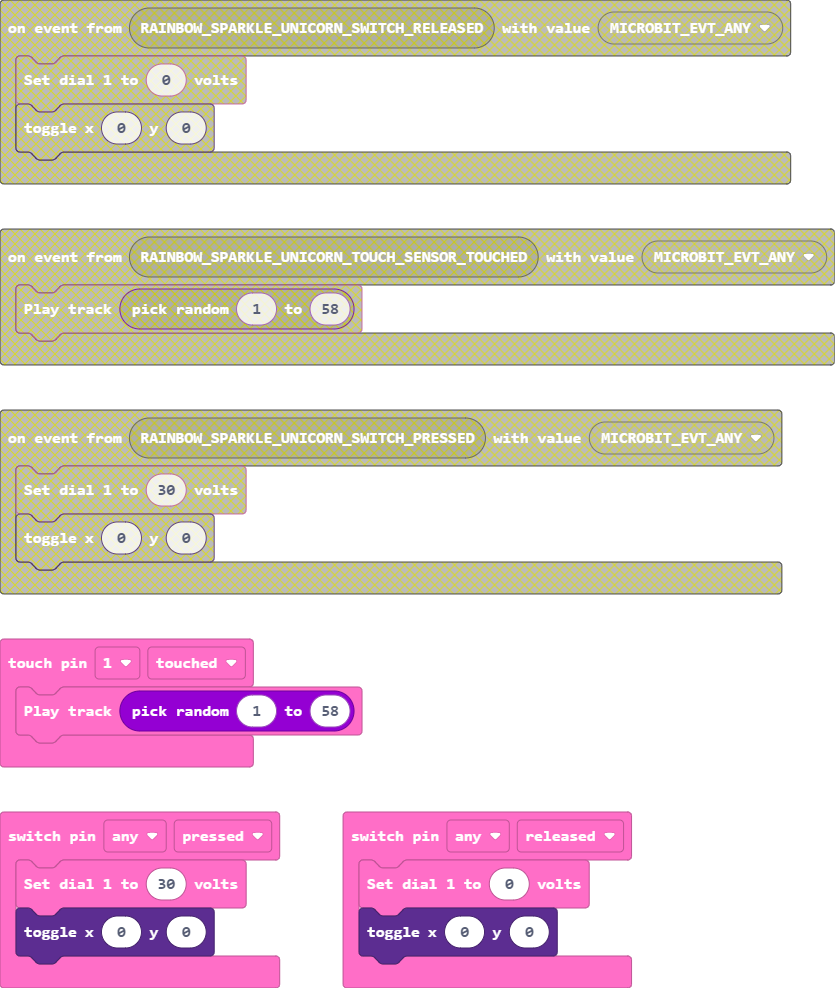 on event from RAINBOW_SPARKLE_UNICORN_SWITCH_RELEASED with value MICROBIT_EVT_ANY
Set dial 1 to 0 volts
toggle x 0 y 0
on event from RAINBOW_SPARKLE_UNICORN_TOUCH_SENSOR_TOUCHED with value MICROBIT_EVT_ANY
Play track pick random 1 to 58
on event from RAINBOW_SPARKLE_UNICORN_SWITCH_PRESSED with value MICROBIT_EVT_ANY
Set dial 1 to 30 volts
toggle x 0 y 0
touch pin 1 touched
Play track pick random 1 to 58
switch pin any pressed
Set dial 1 to 30 volts
toggle x 0 y 0
switch pin any released
Set dial 1 to 0 volts
toggle x 0 y 0